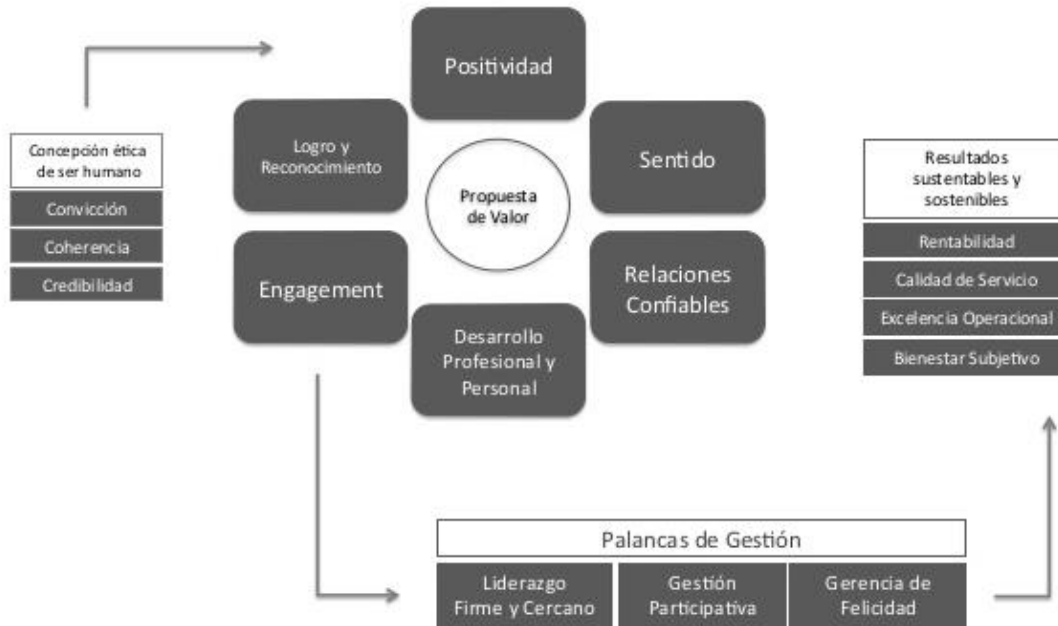 Concepción ética
de ser humano
Convicción
Coherencia
Credibilidad
Positividad
Logro y
Reconocimiento
Sentido
Propuesta
de Valor
Engagement
Relaciones
Confiables
Desarrollo
Profesional y
Personal
Resultados
sustentables y
sostenibles
Rentabilidad
Calidad de Servicio
Excelencia Operacional
Bienestar Subjetivo
Palancas de Gestión
Liderazgo
Firme y Cercano
Gestión
Participativa
Gerencia de
Felicidad